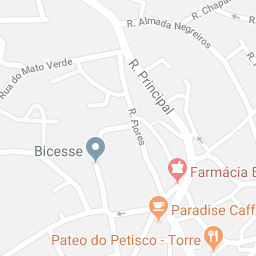 R. Almada Negreiros
R. Chapa
Rua do Mato Verde
R. Principal
R. Flores
Bicesse
Farmácia E
Paradise Caff
Pateo do Petisco - Torre